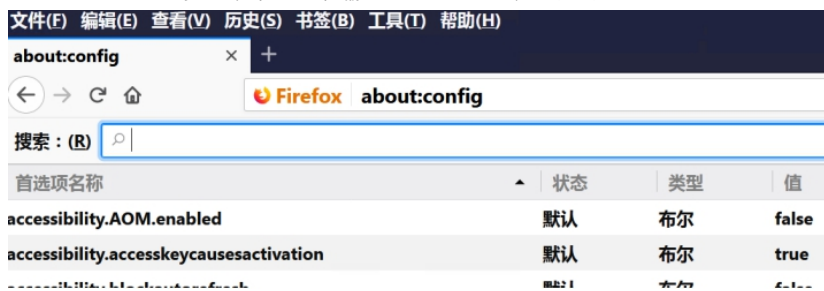 文件(F) 编辑(E) 查看(V) 历史(S) 书签(B) 工具(T) 帮助(H)
about:config × +
Firefox about:config
搜索：(R)
首选项名称 状态 类型 值
accessibility.AOM.enabled 默认 布尔 false
accessibility.accesskeycausesactivation 默认 布尔 true